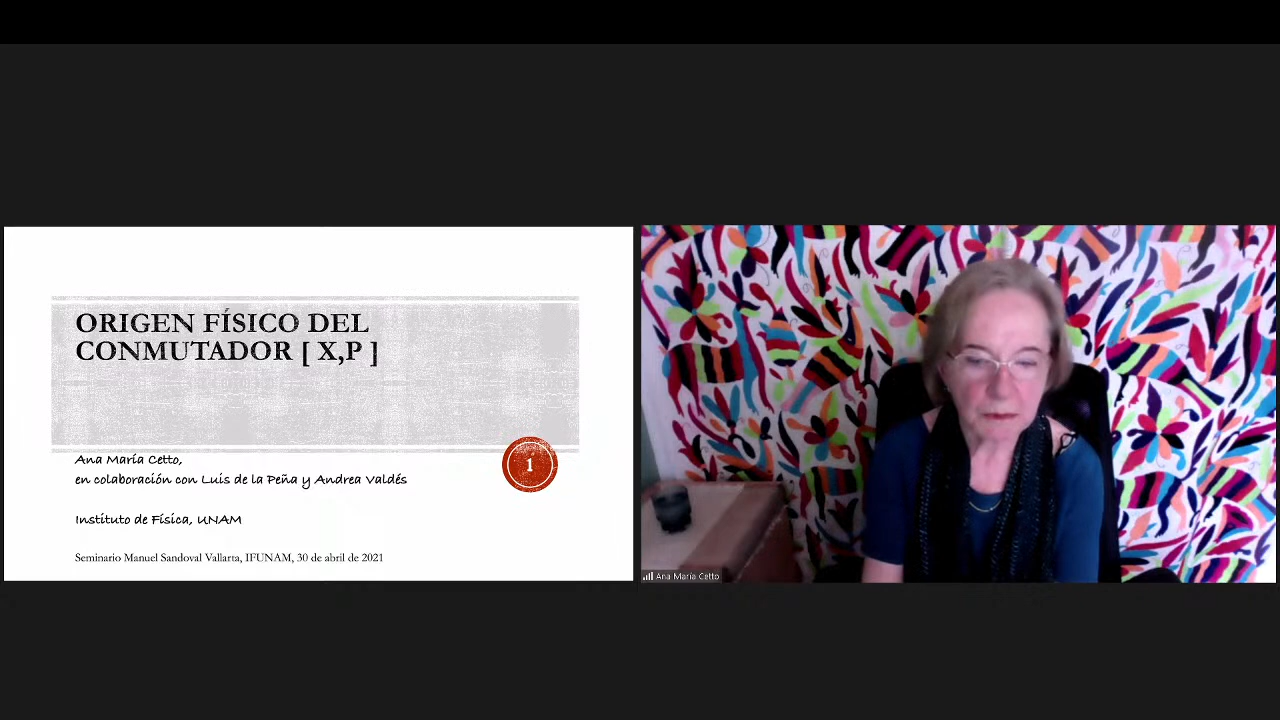 ORIGEN FÍSICO DEL
CONMUTADOR [ X,P ]
Ana María Cetto,
en colaboración con Luis de la Peña y Andrea Valdés
1
Instituto de Física, UNAM
Seminario Manuel Sandoval Vallarta, IFUNAM, 30 de abril de 2021
Ana María Cetto